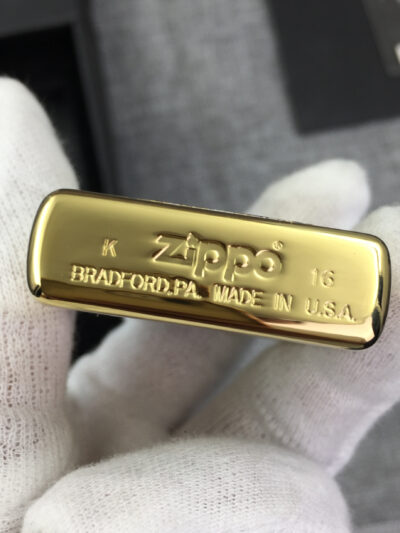 K Zippo® 16
BRADFORD,PA. MADE IN U.S.A.